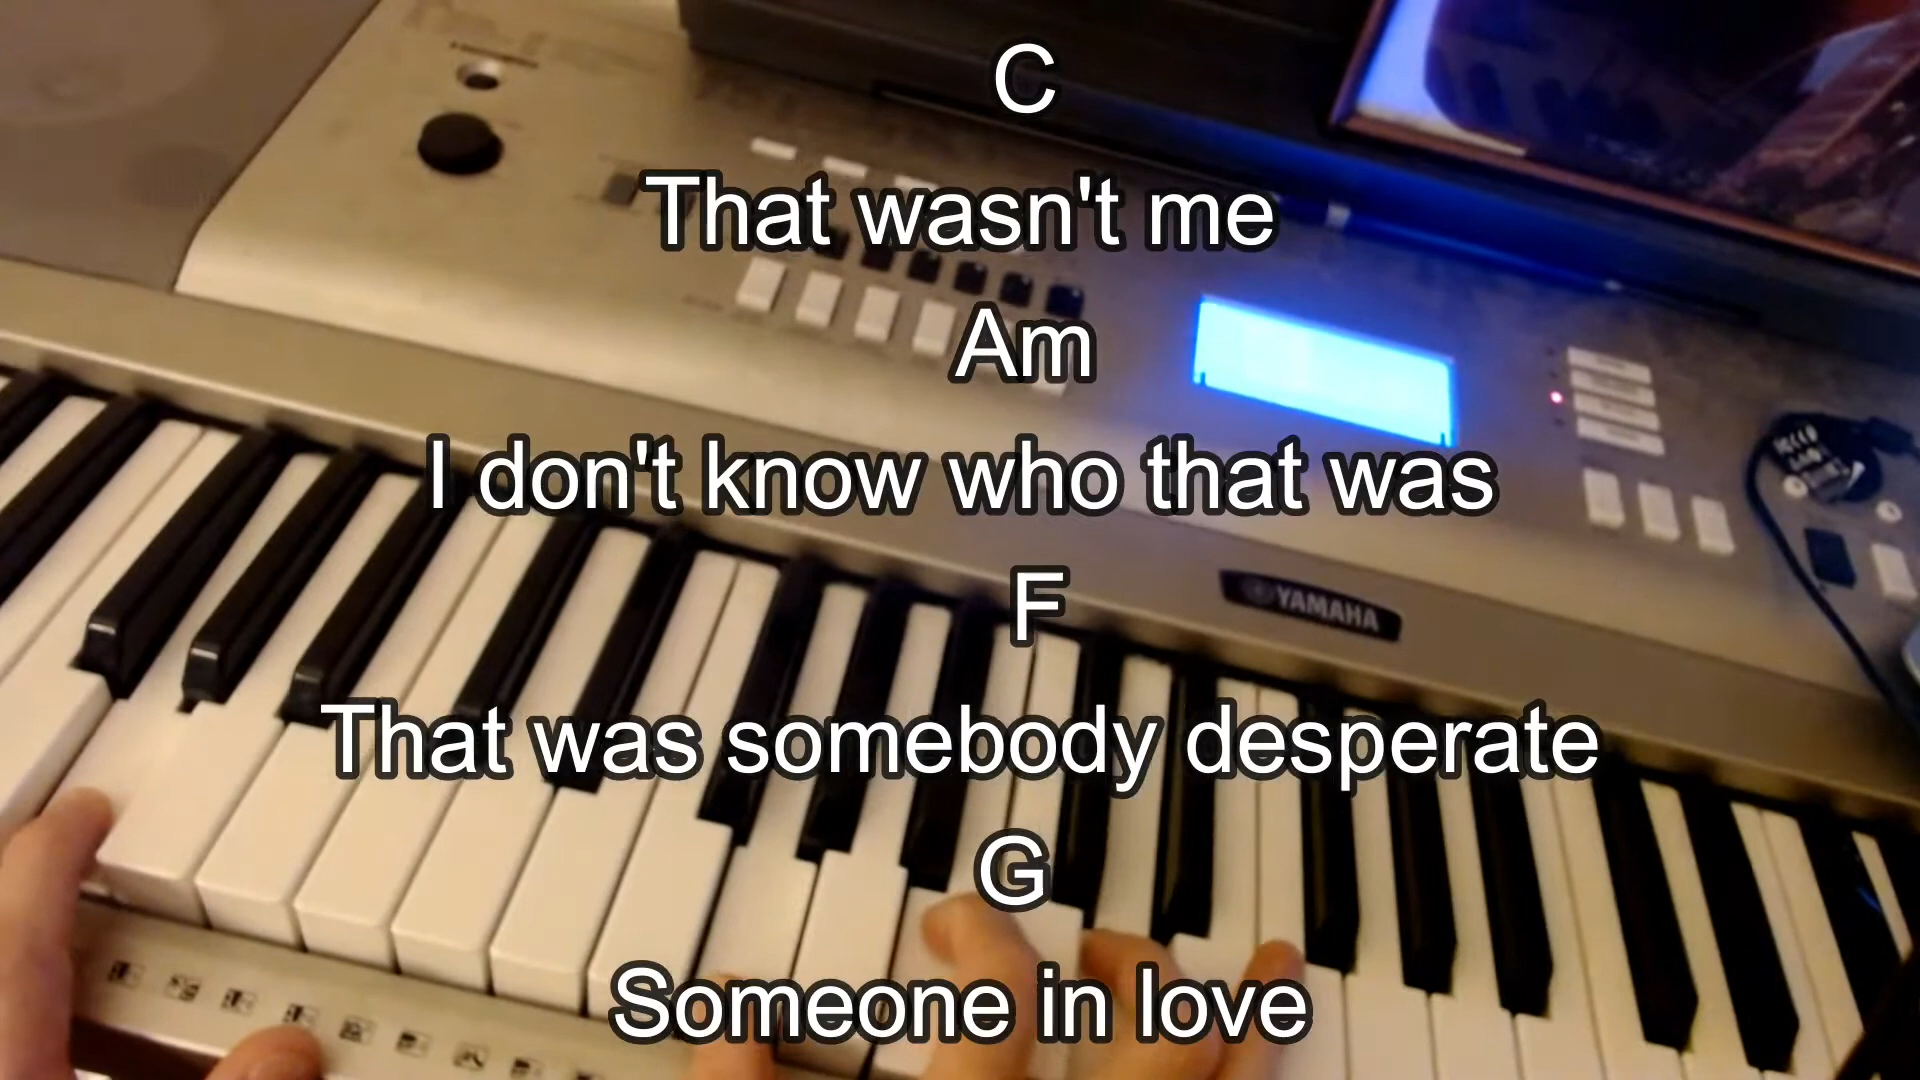 C
That wasn't me
Am
I don't know who that was
F
YAMAHA
That was somebody desperate
G
Someone in love